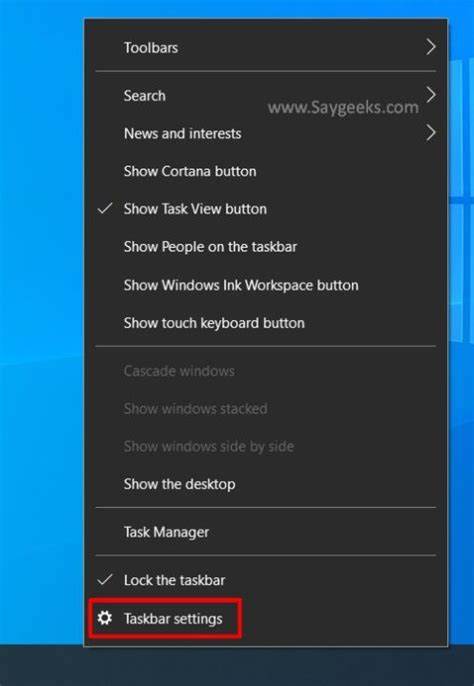 Toolbars
Search
www.Saygeeks.com
News and interests
Show Cortana button
Show Task View button
Show People on the taskbar
Show Windows Ink Workspace button
Show touch keyboard button
Cascade windows
Show windows stacked
Show windows side by side
Show the desktop
Task Manager
Lock the taskbar
Taskbar settings